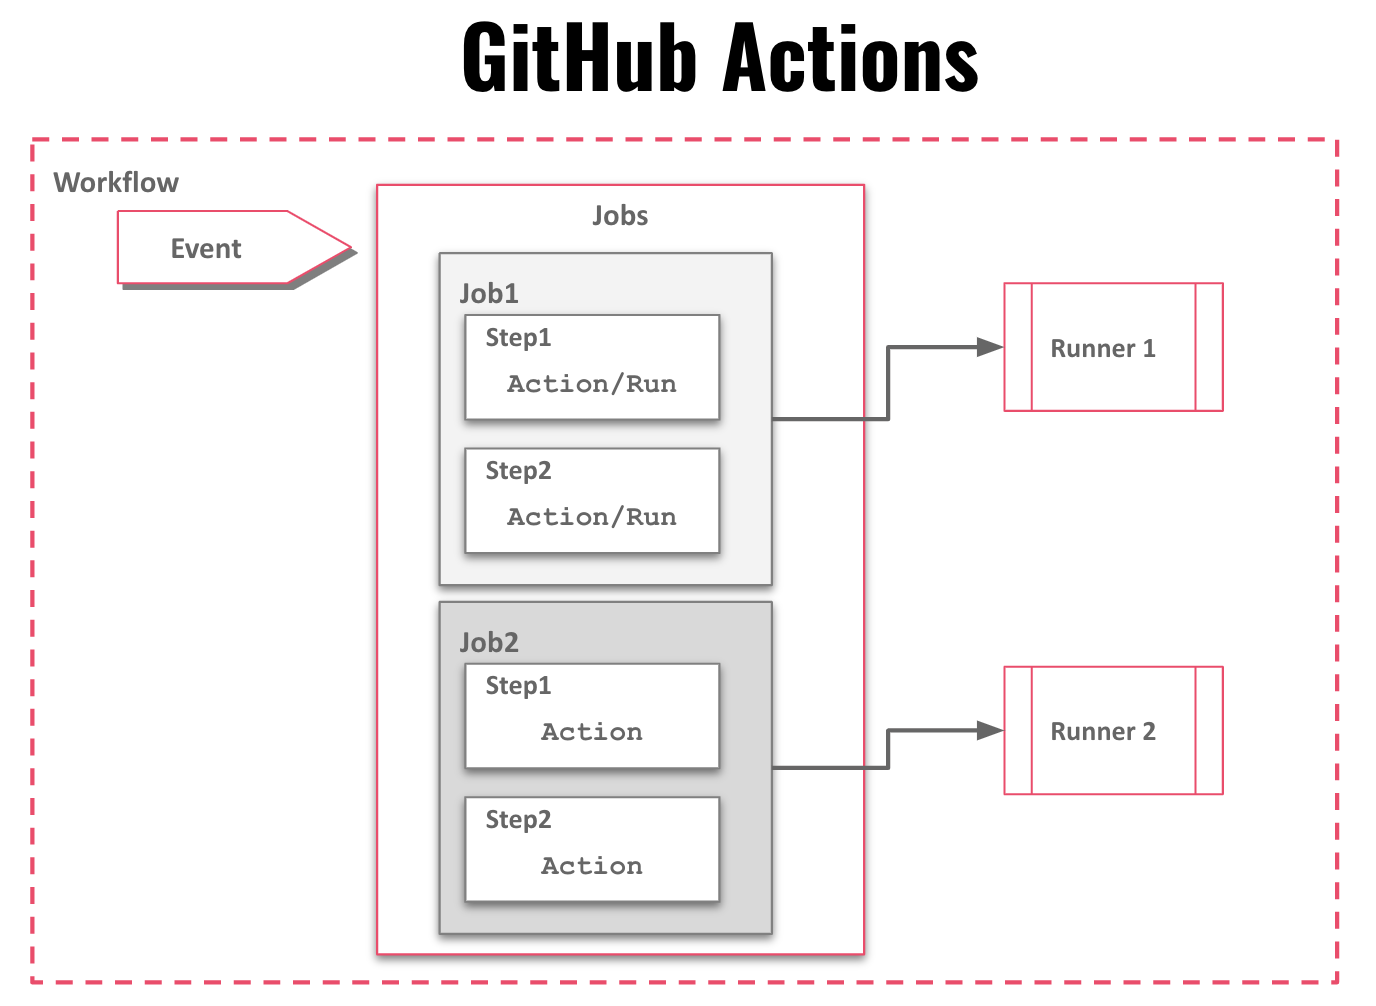 GitHub Actions
Workflow
Event
Jobs
Job1
Step1
Action/Run
Step2
Action/Run
Runner 1
Job2
Step1
Action
Step2
Action
Runner 2